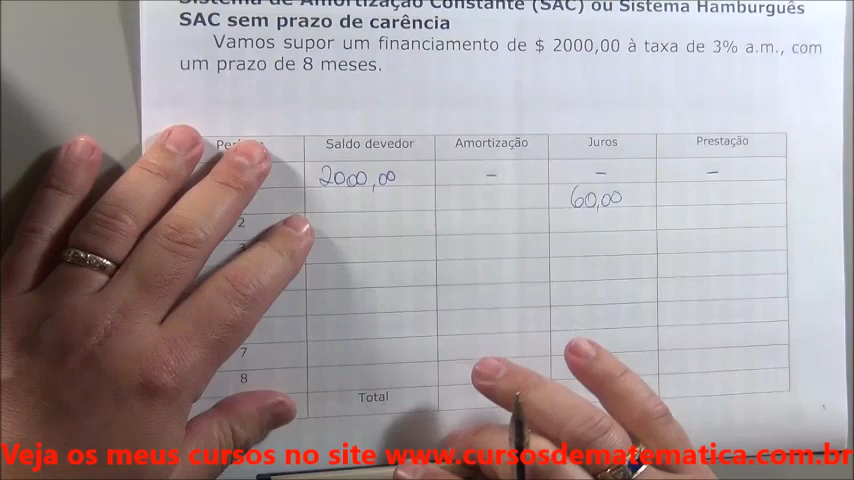 Sistema de Amortização Constante (SAC) ou Sistema Hamburguês
SAC sem prazo de carência
Vamos supor um financiamento de $ 2000,00 à taxa de 3% a.m., com
um prazo de 8 meses.
Saldo devedor Amortização Juros Prestação
2000,00 - - -
60,00
2
7
8
Total
Veja os meus cursos no site www.cursosdematematica.com.br